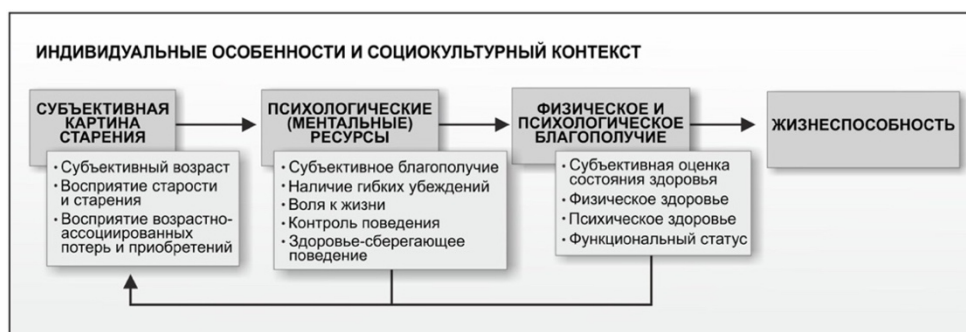 ИНДИВИДУАЛЬНЫЕ ОСОБЕННОСТИ И СОЦИОКУЛЬТУРНЫЙ КОНТЕКСТ
СУБЪЕКТИВНАЯ
КАРТИНА
СТАРЕНИЯ
• Субъективный возраст
• Восприятие старости
и старения
• Восприятие возрастно-
ассоциированных
потерь и приобретений
ПСИХОЛОГИЧЕСКИЕ
(МЕНТАЛЬНЫЕ)
РЕСУРСЫ
• Субъективное благополучие
• Наличие гибких убеждений
• Воля к жизни
• Контроль поведения
• Здоровье-сберегающее
поведение
ФИЗИЧЕСКОЕ И
ПСИХОЛОГИЧЕСКОЕ
БЛАГОПОЛУЧИЕ
• Субъективная оценка
состояния здоровья
• Физическое здоровье
• Психическое здоровье
• Функциональный статус
ЖИЗНЕСПОСОБНОСТЬ